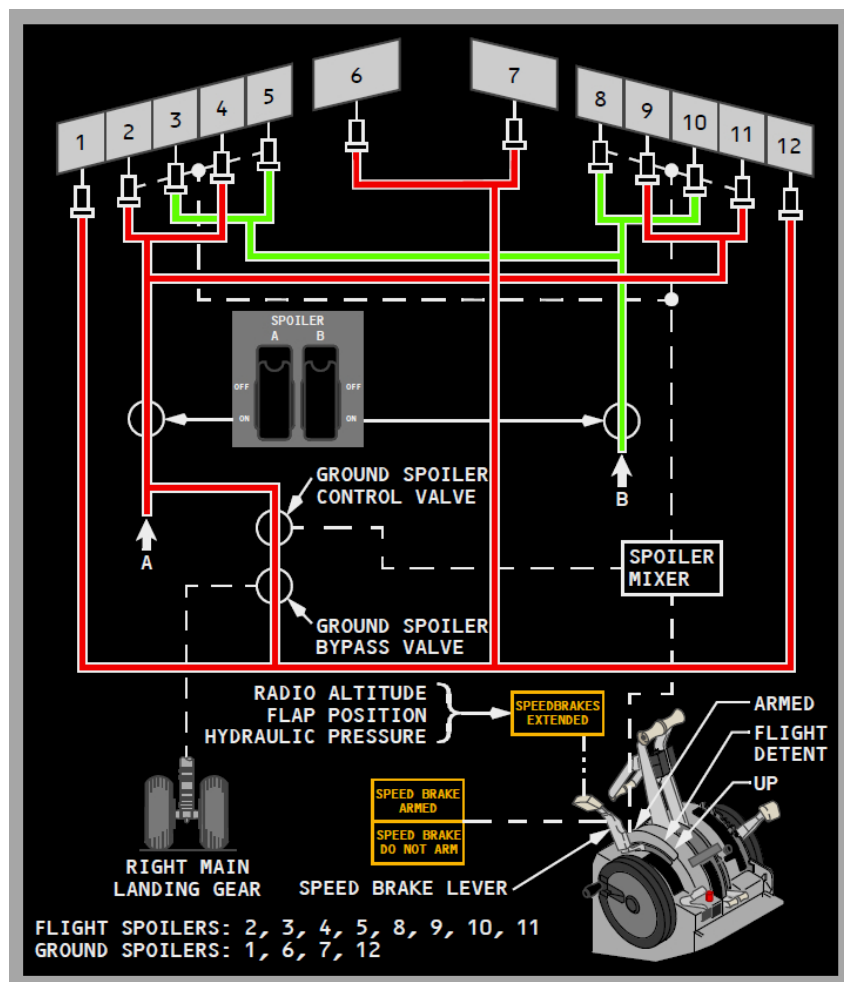 1
2
3
4
5
6
7
8
9
10
11
12
SPOILER
A B
OFF OFF
ON ON
GROUND SPOILER
CONTROL VALVE
A
B
SPOILER
MIXER
GROUND SPOILER
BYPASS VALVE
RADIO ALTITUDE
FLAP POSITION
HYDRAULIC PRESSURE
SPEEDBRAKES
EXTENDED
ARMED
FLIGHT
DETENT
UP
SPEED BRAKE
ARMED
SPEED BRAKE
DO NOT ARM
RIGHT MAIN
LANDING GEAR
SPEED BRAKE LEVER
FLIGHT SPOILERS: 2, 3, 4, 5, 8, 9, 10, 11
GROUND SPOILERS: 1, 6, 7, 12